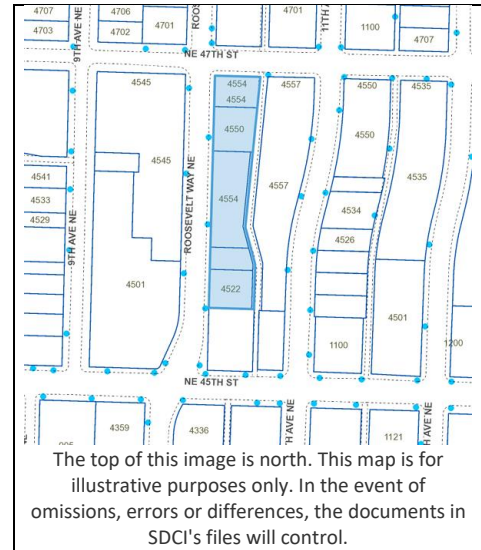 4707
4706
4701
4701
4703
4702
1100
4707
ROO
11TH A
9TH AVE NE
NE 47TH ST
4545
4554
4557
4550
4535
4554
4550
4550
4545
4541
4557
4535
4533
4554
4534
4529
4526
ROOSEVELT WAY NE
9TH AVE NE
4501
4522
4501
1100
1200
NE 45TH ST
4359
4336
TH AVE NE
H AVE NE
1121
The top of this image is north. This map is for
illustrative purposes only. In the event of
omissions, errors or differences, the documents in
SDCI's files will control.